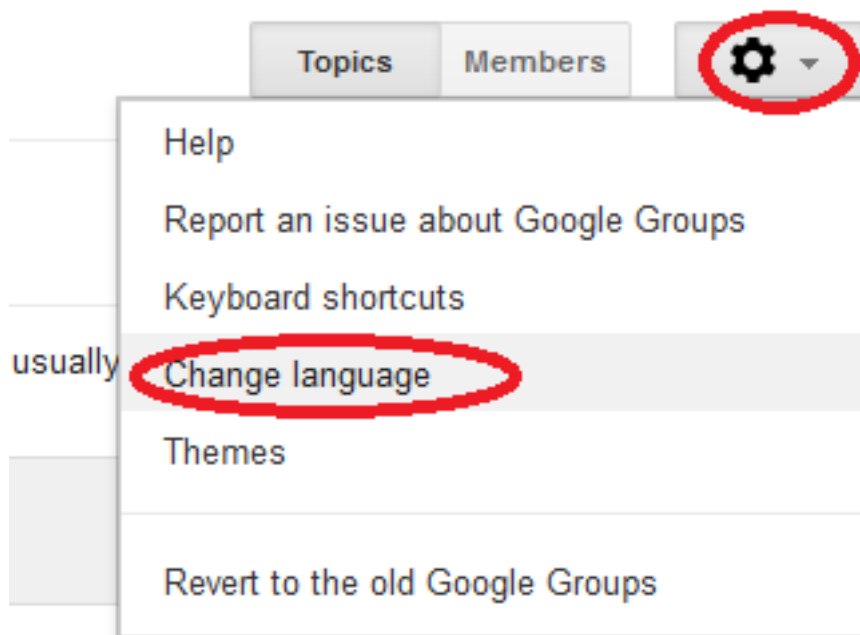 Topics Members
Help
Report an issue about Google Groups
Keyboard shortcuts
usually Change language
Themes
Revert to the old Google Groups